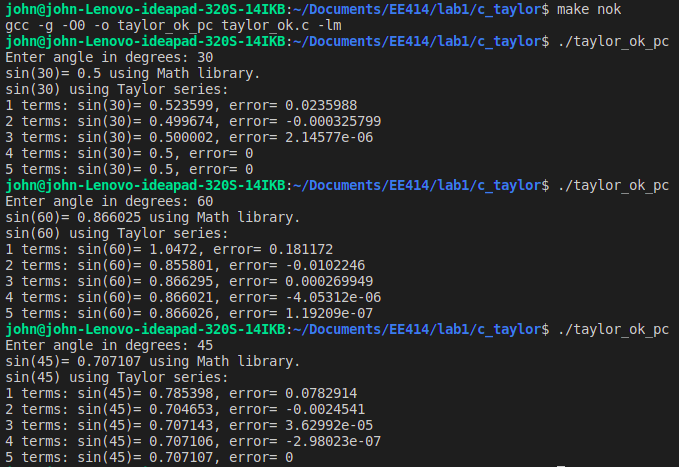 john@john-Lenovo-ideapad-320S-14IKB:~/Documents/EE414/lab1/c_taylor$ make nok
gcc -g -O0 -o taylor_ok_pc taylor_ok.c -lm
john@john-Lenovo-ideapad-320S-14IKB:~/Documents/EE414/lab1/c_taylor$ ./taylor_ok_pc
Enter angle in degrees: 30
sin(30)= 0.5 using Math library.
sin(30) using Taylor series:
1 terms: sin(30)= 0.523599, error= 0.0235988
2 terms: sin(30)= 0.499674, error= -0.000325799
3 terms: sin(30)= 0.500002, error= 2.14577e-06
4 terms: sin(30)= 0.5, error= 0
5 terms: sin(30)= 0.5, error= 0
john@john-Lenovo-ideapad-320S-14IKB:~/Documents/EE414/lab1/c_taylor$ ./taylor_ok_pc
Enter angle in degrees: 60
sin(60)= 0.866025 using Math library.
sin(60) using Taylor series:
1 terms: sin(60)= 1.0472, error= 0.181172
2 terms: sin(60)= 0.855801, error= -0.0102246
3 terms: sin(60)= 0.866295, error= 0.000269949
4 terms: sin(60)= 0.866021, error= -4.05312e-06
5 terms: sin(60)= 0.866026, error= 1.19209e-07
john@john-Lenovo-ideapad-320S-14IKB:~/Documents/EE414/lab1/c_taylor$ ./taylor_ok_pc
Enter angle in degrees: 45
sin(45)= 0.707107 using Math library.
sin(45) using Taylor series:
1 terms: sin(45)= 0.785398, error= 0.0782914
2 terms: sin(45)= 0.704653, error= -0.0024541
3 terms: sin(45)= 0.707143, error= 3.62992e-05
4 terms: sin(45)= 0.707106, error= -2.98023e-07
5 terms: sin(45)= 0.707107, error= 0